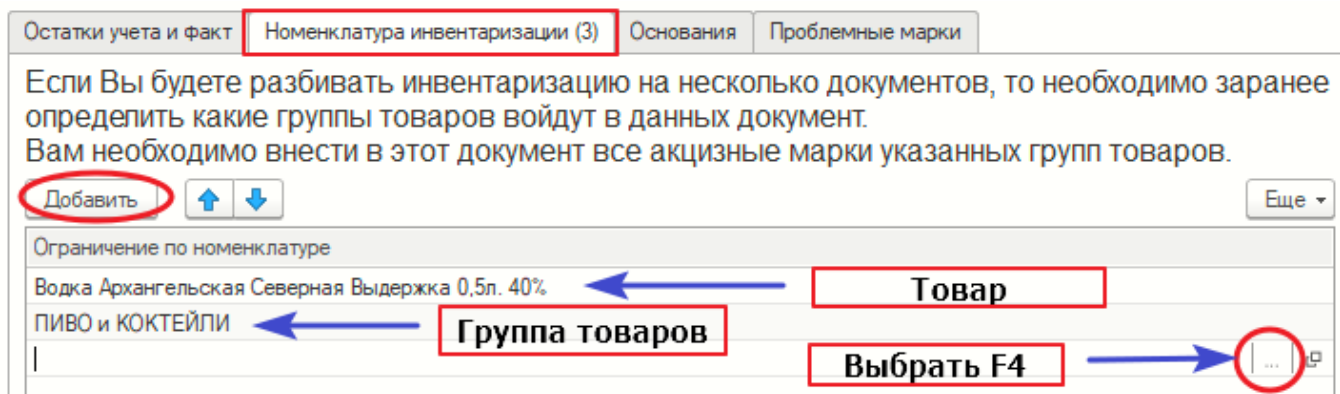 Остатки учета и факт Номенклатура инвентаризации (3) Основания Проблемные марки
Если Вы будете разбивать инвентаризацию на несколько документов, то необходимо заранее
определить какие группы товаров войдут в данных документ.
Вам необходимо внести в этот документ все акцизные марки указанных групп товаров.
Добавить Еще
Ограничение по номенклатуре
Водка Архангельская Северная Выдержка 0,5л. 40% Товар
ПИВО и КОКТЕЙЛИ Группа товаров
Выбрать F4 ...